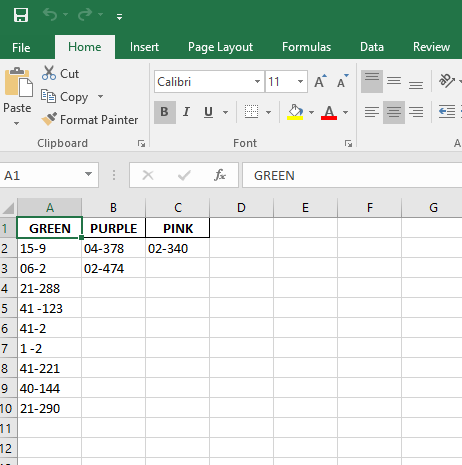 File Home Insert Page Layout Formulas Data Review
Cut
Copy
Format Painter
Paste
Calibri 11 A A
B I U A
Clipboard Font
A1 fx GREEN
A B C D E F G
1 GREEN PURPLE PINK
2 15-9 04-378 02-340
3 06-2 02-474
4 21-288
5 41 -123
6 41-2
7 1 -2
8 41-221
9 40-144
10 21-290
11
12